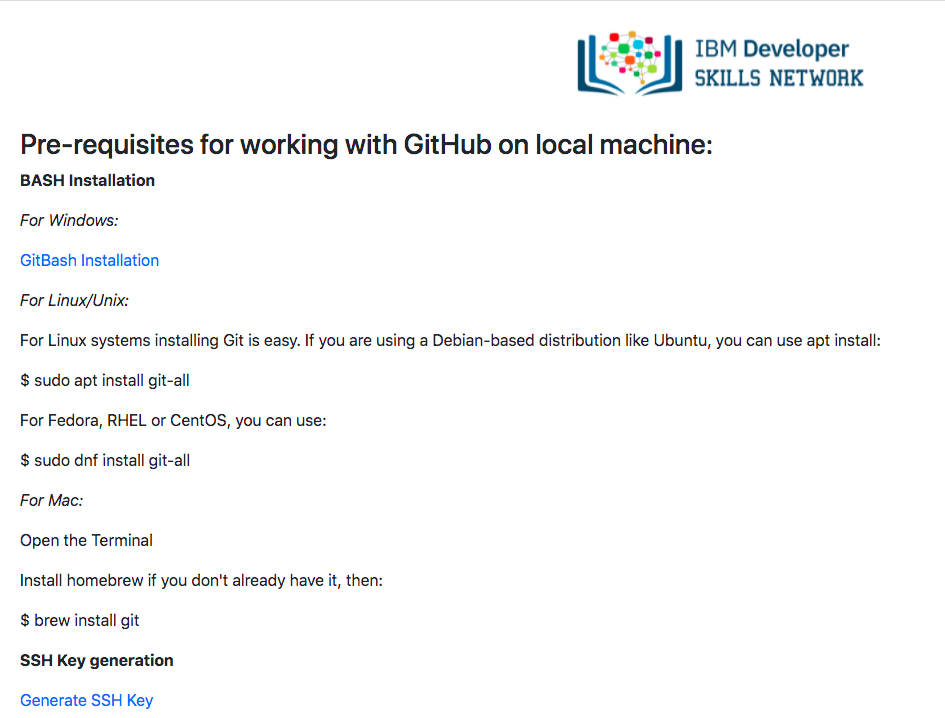 IBM Developer
SKILLS NETWORK
Pre-requisites for working with GitHub on local machine:
BASH Installation
For Windows:
GitBash Installation
For Linux/Unix:
For Linux systems installing Git is easy. If you are using a Debian-based distribution like Ubuntu, you can use apt install:
$ sudo apt install git-all
For Fedora, RHEL or CentOS, you can use:
$ sudo dnf install git-all
For Mac:
Open the Terminal
Install homebrew if you don't already have it, then:
$ brew install git
SSH Key generation
Generate SSH Key